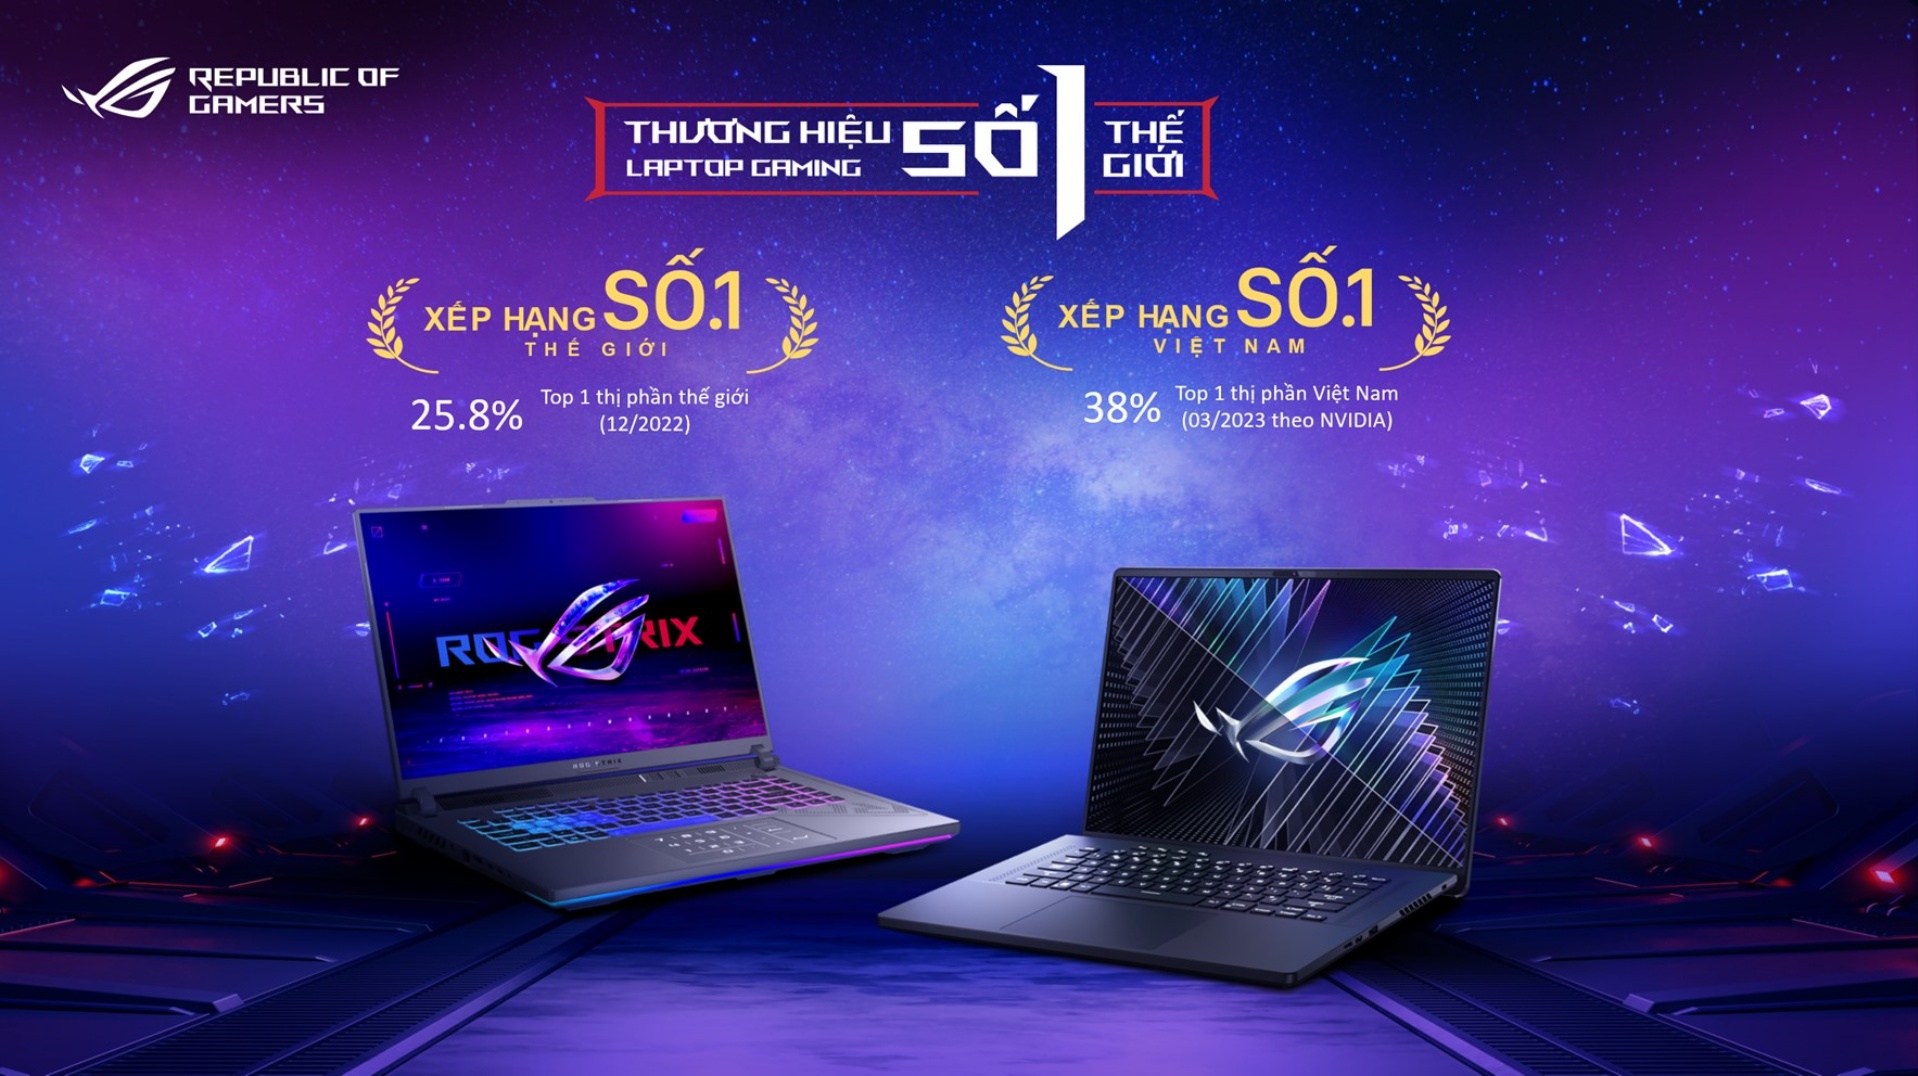 REPUBLIC OF
GAMERS
THƯƠNG HIỆU
LAPTOP GAMING
SỐ 1
THẾ
GIỚI
XẾP HẠNG SỐ.1
THẾ GIỚI
25.8%
Top 1 thị phần thế giới
(12/2022)
XẾP HẠNG SỐ.1
VIỆT NAM
38%
Top 1 thị phần Việt Nam
(03/2023 theo NVIDIA)
ROG STRIX
ROG STRIX